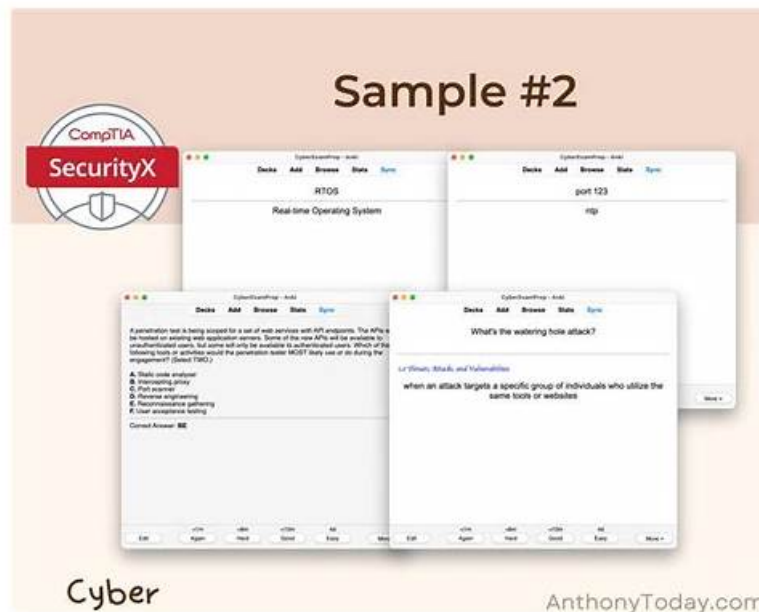 Sample #2
CompTIA
SecurityX
CyberExamPrep - Anki
Decks Add Browse Stats Sync
RTOS
Real-time Operating System
CyberExamPrep - Anki
Decks Add Browse Stats Sync
port 123
ntp
More
CyberExamPrep - Anki
Decks Add Browse Stats Sync
A penetration test is being scoped for a set of web services with API endpoints. The APIs
be hosted on existing web application servers. Some of the new APIs will be available to
unauthenticated users, but some will only be available to authenticated users. Which of the
following tools or activities would the penetration tester MOST likely use or do during the
engagement? (Select TWO.)
A. Static code analyzer
B. Intercepting proxy
C. Port scanner
D. Reverse engineering
E. Reconnaissance gathering
F. User acceptance testing
Correct Answer: BE
Edit Again Hard Good Easy More
CyberExamPrep - Anki
Decks Add Browse Stats Sync
What's the watering hole attack?
Threats, Attacks, and Vulnerabilities
when an attack targets a specific group of individuals who utilize the
same tools or websites
Edit Again Hard Good Easy More
Cyber
AnthonyToday.com